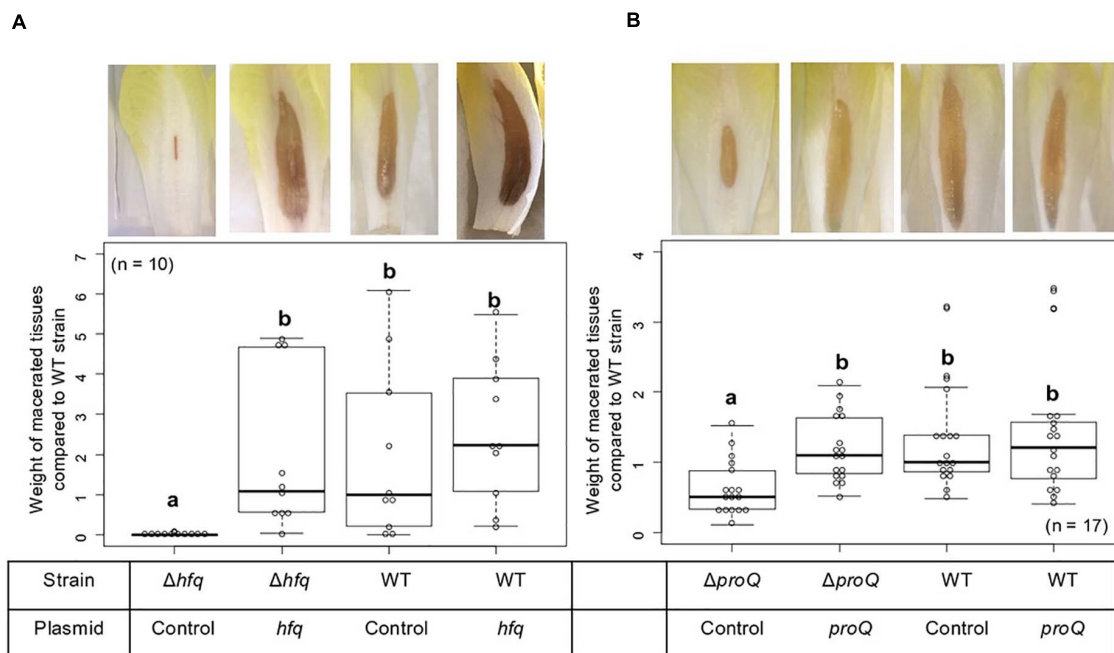 A
B
Weight of macerated tissues
compared to WT strain
7
6
5
4
3
2
1
0
(n = 10)
a
b
b
b
Weight of macerated tissues
compared to WT strain
4
3
2
1
0
a
b
b
b
(n = 17)
Strain Δhfq Δhfq WT WT ΔproQ ΔproQ WT WT
Plasmid Control hfq Control hfq Control proQ Control proQ